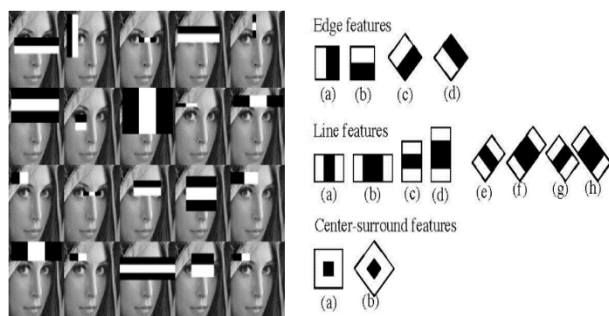 Edge features
(a) (b) (c) (d)
Line features
(a) (b) (c) (d) (e) (f) (g) (h)
Center-surround features
(a) (b)